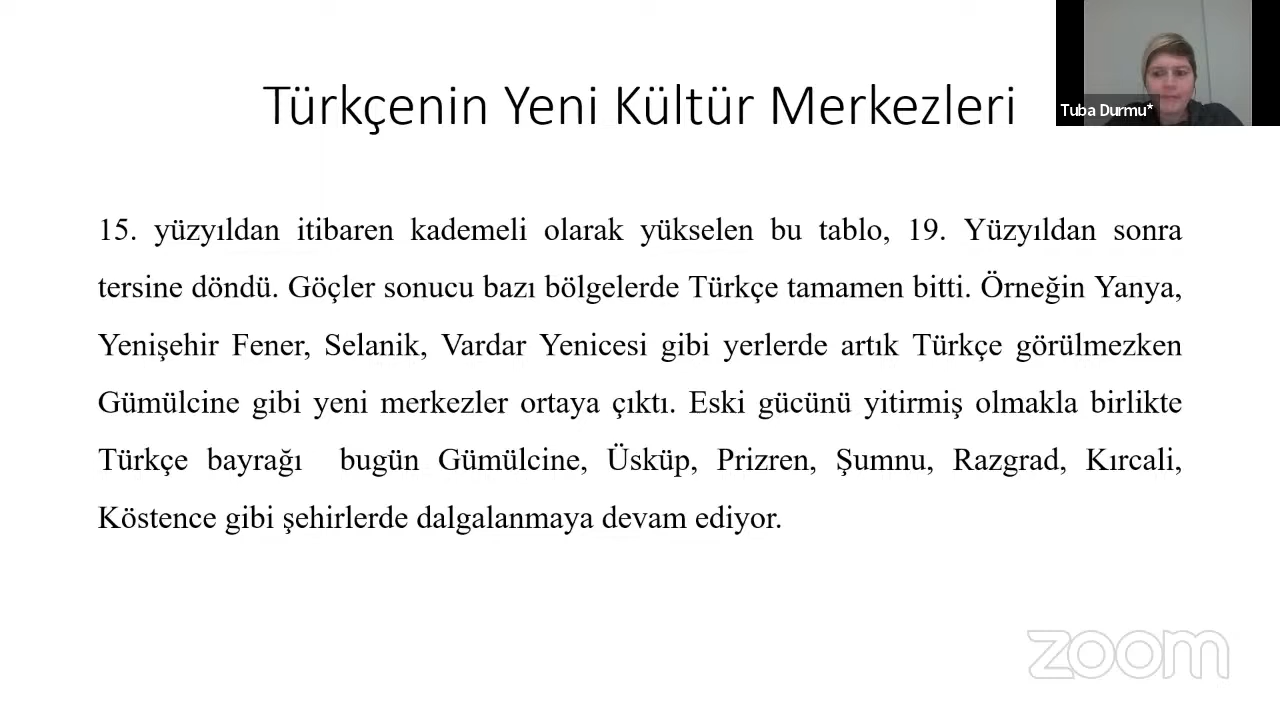 Türkçenin Yeni Kültür Merkezleri
Tuba Durmu*
15. yüzyıldan itibaren kademeli olarak yükselen bu tablo, 19. Yüzyıldan sonra
tersine döndü. Göçler sonucu bazı bölgelerde Türkçe tamamen bitti. Örneğin Yanya,
Yenişehir Fener, Selanik, Vardar Yenicesi gibi yerlerde artık Türkçe görülmezken
Gümülcine gibi yeni merkezler ortaya çıktı. Eski gücünü yitirmiş olmakla birlikte
Türkçe bayrağı bugün Gümülcine, Üsküp, Prizren, Şumnu, Razgrad, Kırcali,
Köstence gibi şehirlerde dalgalanmaya devam ediyor.
zoom